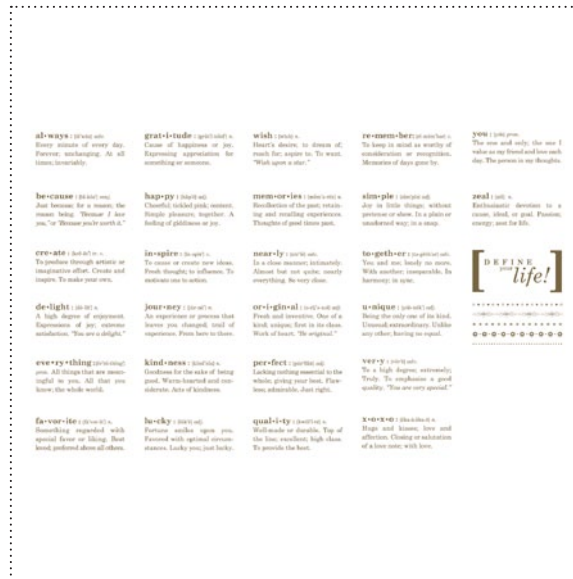 al•ways
Every minute of every day.
Forever, unchanging. At all
times; invariably.
be•cause
Just because; for a reason; the
reason being "Because I love
you," or "Because you're worth it."
cre•ate
To produce through artistic or
imaginative effort. Create and
inspire. To make your own.
de•light
A high degree of enjoyment.
Expressions of joy; extreme
satisfaction. "You are a delight."
eve•ry•thing
pron. All things that are mean-
ingful to you. All that you
know; the whole world.
fa•vor•ite
Something regarded with
special favor or liking. Best
loved; preferred above all others.
grat•i•tude
Cause of happiness or joy.
Expressing appreciation for
something or someone.
hap•py
Cheerful; tickled pink; content.
Simple pleasure, together. A
feeling of giddiness or joy.
in•spire
To cause or create new ideas.
Fresh thought; to influence. To
motivate one to action.
jour•ney
An experience or process that
leaves you changed; trail of
experience. From here to there.
kind•ness
Goodness for the sake of being
good. Warm-hearted and con-
siderate. Acts of kindness.
lu•cky
Fortune smiles upon you.
Favored with optimal circum-
stances. Lucky you; just lucky.
wish
Heart's desire, to dream of;
reach for; aspire to. To want.
"Wish upon a star."
mem•or•ies
Recollection of the past; retain-
ing and recalling experiences.
Thoughts of good times past.
near•ly
In a close manner; intimately.
Almost but not quite; nearly
everything. So very close.
or•i•gin•al
Fresh and inventive. One of a
kind; unique; first in its class.
Work of heart. "Be original."
per•fect
Lacking nothing essential to the
whole; giving your best. Flaw-
less; admirable. Just right.
qual•i•ty
Well-made or durable. Top of
the line; excellent; high class.
To provide the best.
re•mem•ber
To keep in mind as worthy of
consideration or recognition.
Memories of days gone by.
sim•ple
Joy in little things; without
pretense or show. In a plain or
unadorned way; in a snap.
to•geth•er
You and me; lonely no more.
With another; inseparable. In
harmony; in sync.
u•nique
Being the only one of its kind.
Unusual; extraordinary. Unlike
any other; having no equal.
ver•y
To a high degree; extremely;
Truly. To emphasize a good
quality. "You are very special."
x•o•x•o
Hugs and kisses; love and
affection. Closing or salutation
of a love note; with love.
you
The one and only; the one I
value as my friend and love each
day. The person in my thoughts.
zeal
Enthusiastic devotion to a
cause, ideal, or goal. Passion;
energy; zest for life.
DEFINE
your
life!